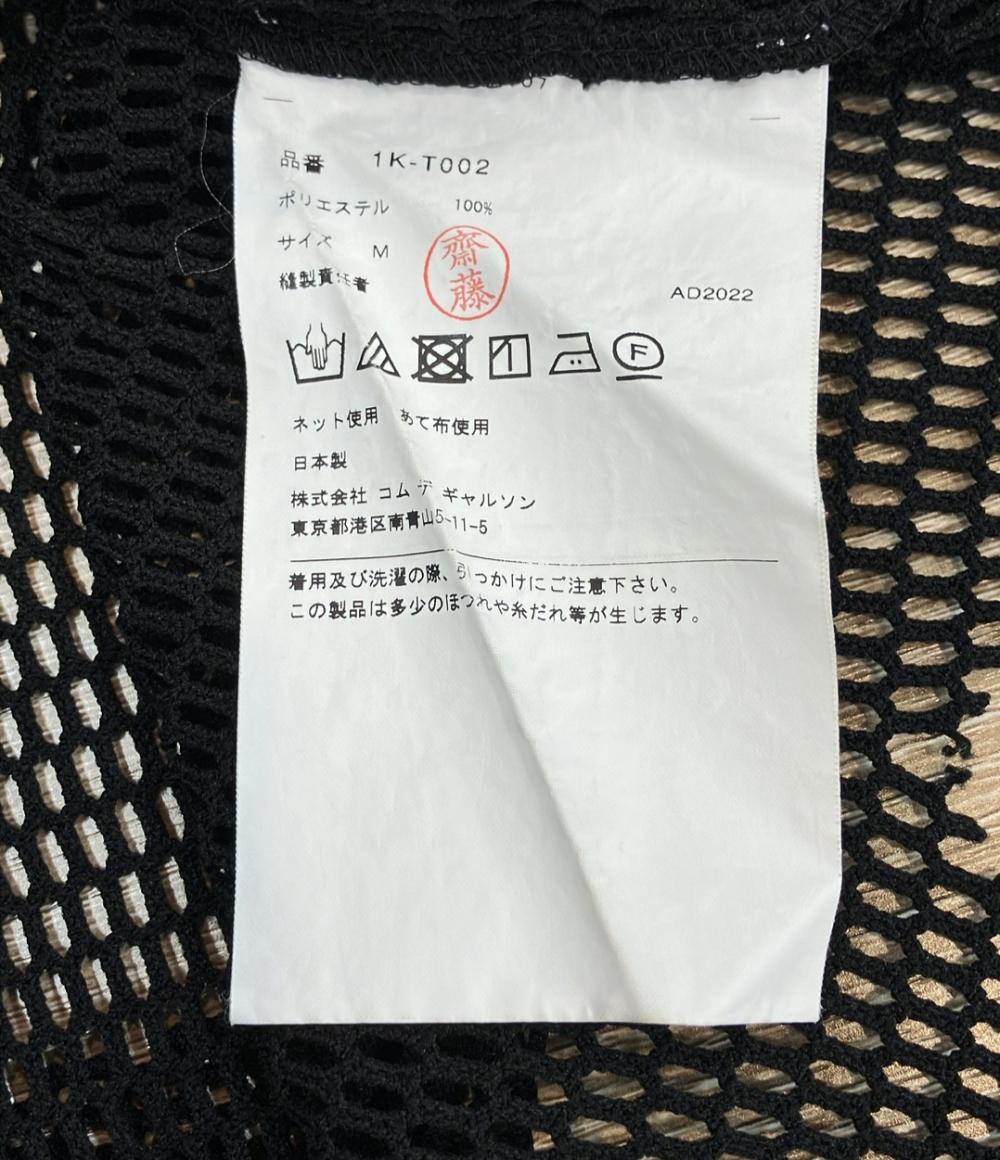 07
品番 1K-T002
ポリエステル 100%
サイズ M
縫製責任者 齋藤
AD2022
F
ネット使用 あて布使用
日本製
株式会社 コム デ ギャルソン
東京都港区南青山5-11-5
着用及び洗濯の際、引っかけにご注意下さい。
この製品は多少のほつれや糸だれ等が生じます。